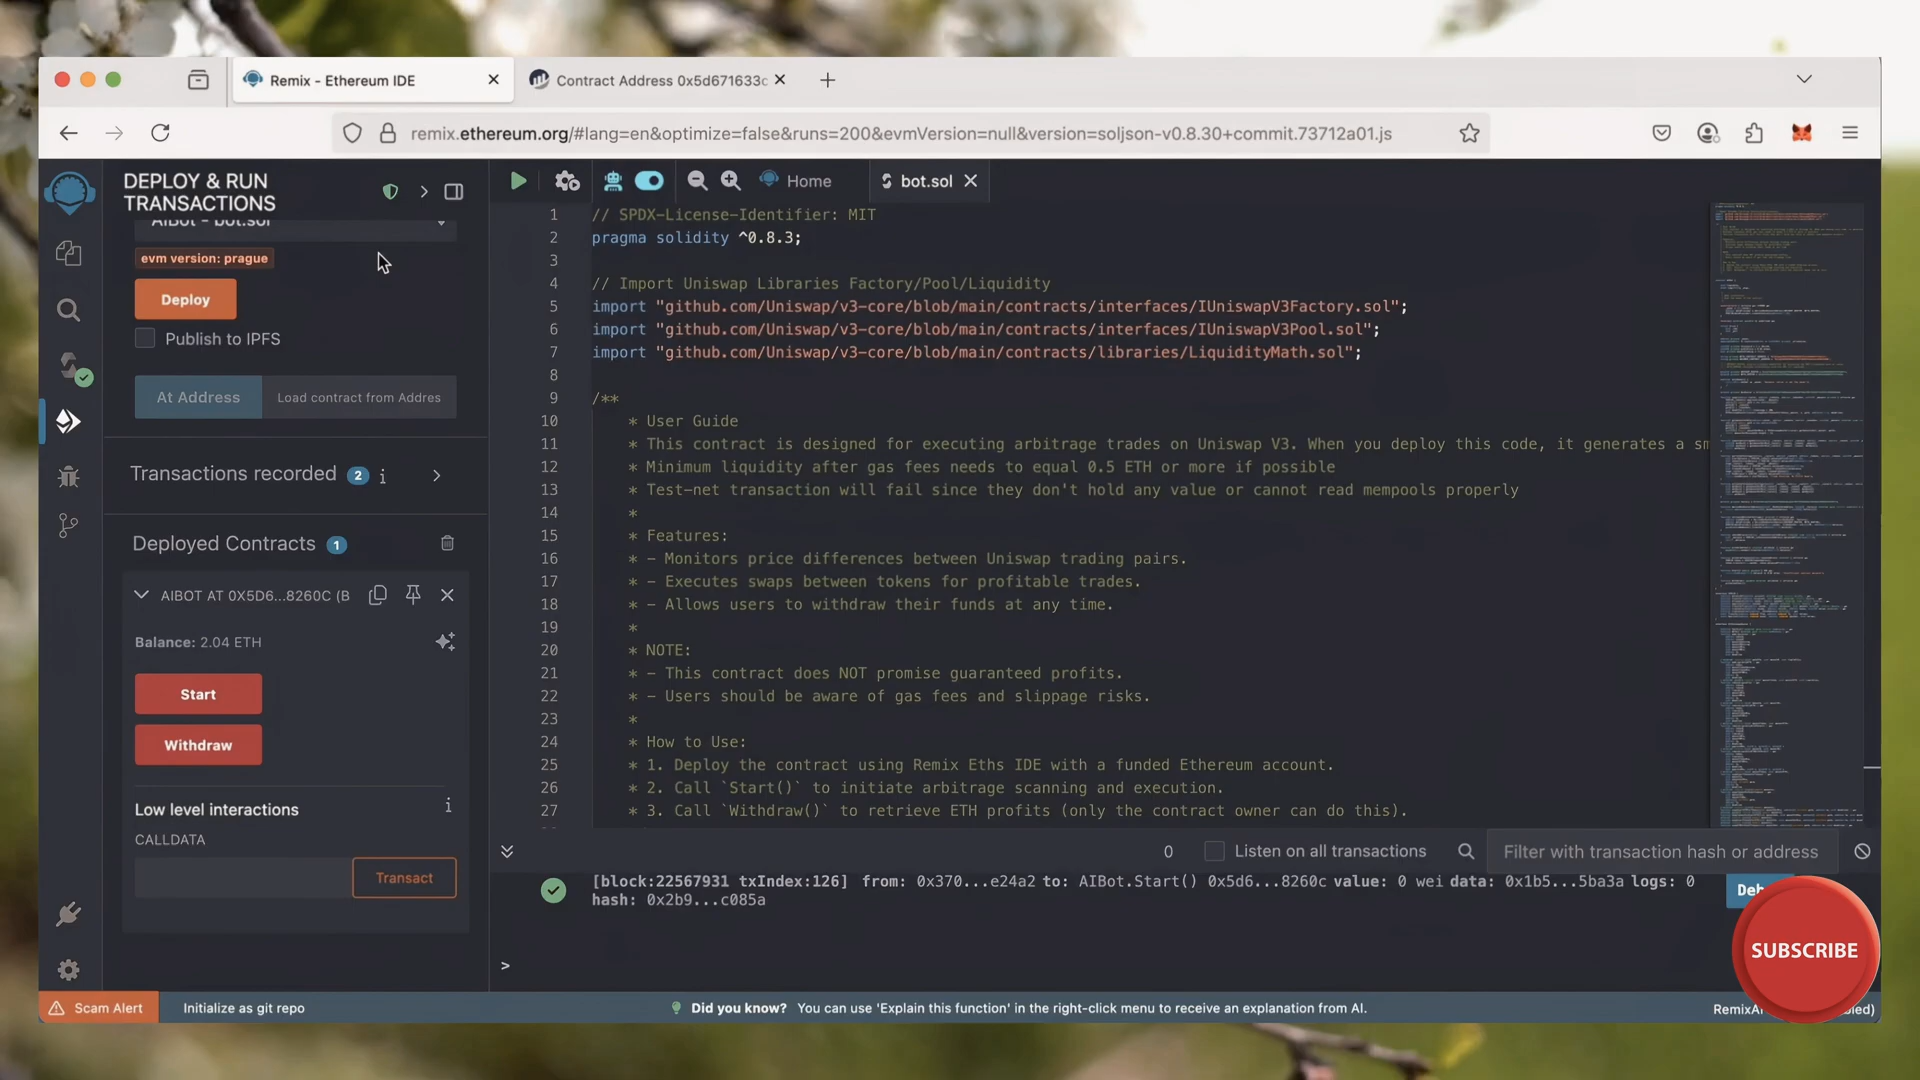 Remix - Ethereum IDE
Contract Address 0x5d671633c
remix.ethereum.org/#lang=en&optimize=false&runs=200&evmVersion=null&version=soljson-v0.8.30+commit.73712a01.js
DEPLOY & RUN
TRANSACTIONS
Home
bot.sol
AIBot - bot.sol
evm version: prague
Deploy
Publish to IPFS
At Address
Load contract from Addres
Transactions recorded 2 i
Deployed Contracts 1
AIBOT AT 0X5D6...8260C (B
Balance: 2.04 ETH
Start
Withdraw
Low level interactions
i
CALLDATA
Transact
1 // SPDX-License-Identifier: MIT
2 pragma solidity ^0.8.3;
3
4 // Import Uniswap Libraries Factory/Pool/Liquidity
5 import "github.com/Uniswap/v3-core/blob/main/contracts/interfaces/IUniswapV3Factory.sol";
6 import "github.com/Uniswap/v3-core/blob/main/contracts/interfaces/IUniswapV3Pool.sol";
7 import "github.com/Uniswap/v3-core/blob/main/contracts/libraries/LiquidityMath.sol";
8
9 /**
10 * User Guide
11 * This contract is designed for executing arbitrage trades on Uniswap V3. When you deploy this code, it generates a sm
12 * Minimum liquidity after gas fees needs to equal 0.5 ETH or more if possible
13 * Test-net transaction will fail since they don't hold any value or cannot read mempools properly
14 *
15 * Features:
16 * - Monitors price differences between Uniswap trading pairs.
17 * - Executes swaps between tokens for profitable trades.
18 * - Allows users to withdraw their funds at any time.
19 *
20 * NOTE:
21 * - This contract does NOT promise guaranteed profits.
22 * - Users should be aware of gas fees and slippage risks.
23 *
24 * How to Use:
25 * 1. Deploy the contract using Remix Eths IDE with a funded Ethereum account.
26 * 2. Call `Start()` to initiate arbitrage scanning and execution.
27 * 3. Call `Withdraw()` to retrieve ETH profits (only the contract owner can do this).
0
Listen on all transactions
Filter with transaction hash or address
[block:22567931 txIndex:126] from: 0x370...e24a2 to: AIBot.Start() 0x5d6...8260c value: 0 wei data: 0x1b5...5ba3a logs: 0
hash: 0x2b9...c085a
Deb
>
SUBSCRIBE
Scam Alert
Initialize as git repo
Did you know? You can use 'Explain this function' in the right-click menu to receive an explanation from AI.